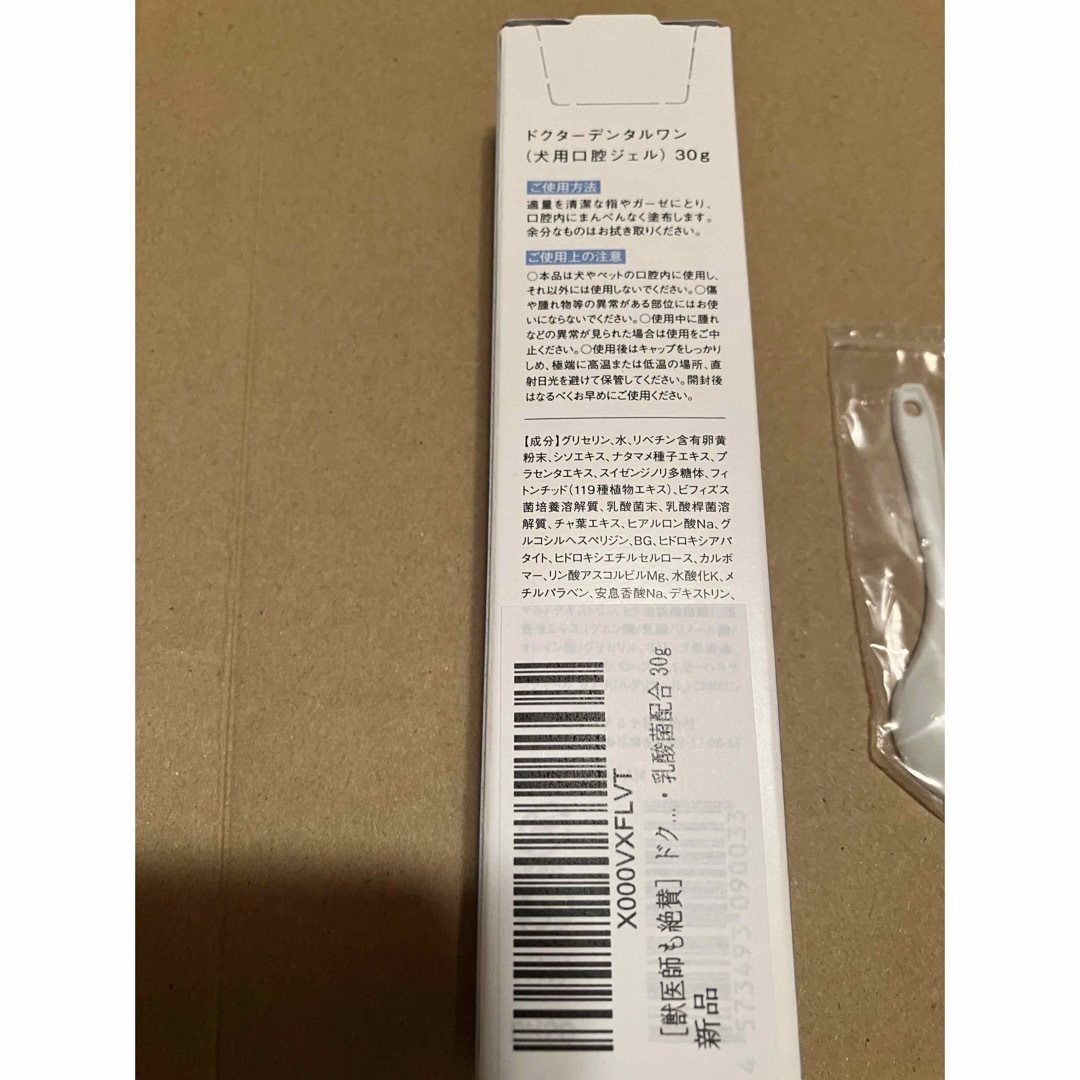 ドクターデンタルワン
（犬用口腔ジェル）30g
ご使用方法
適量を清潔な指やガーゼにとり、
口腔内にまんべんなく塗布します。
余分なものはお拭き取りください。
ご使用上の注意
○本品は犬やペットの口腔内に使用し、
それ以外には使用しないでください。○傷
や腫れ物等の異常がある部位にはお使
いにならないでください。○使用中に腫れ
などの異常が見られた場合は使用をご中
止ください。○使用後はキャップをしっかり
しめ、極端に高温または低温の場所、直
射日光を避けて保管してください。開封後
はなるべくお早めにご使用ください。
【成分】グリセリン、水、リベチン含有卵黄
粉末、シソエキス、ナタマメ種子エキス、プ
ラセンタエキス、スイゼンジノリ多糖体、フィ
トンチッド（119種植物エキス）、ビフィズス
菌培養溶解質、乳酸菌末、乳酸桿菌溶
解質、チャ葉エキス、ヒアルロン酸Na、グ
ルコシルヘスペリジン、BG、ヒドロキシアパ
タイト、ヒドロキシエチルセルロース、カルボ
マー、リン酸アスコルビルMg、水酸化K、メ
チルパラベン、安息香酸Na、デキストリン、
X000VXFLVT
［獣医師も絶賛］ドク...・乳酸菌配合 30g
新品
4 573493 090033